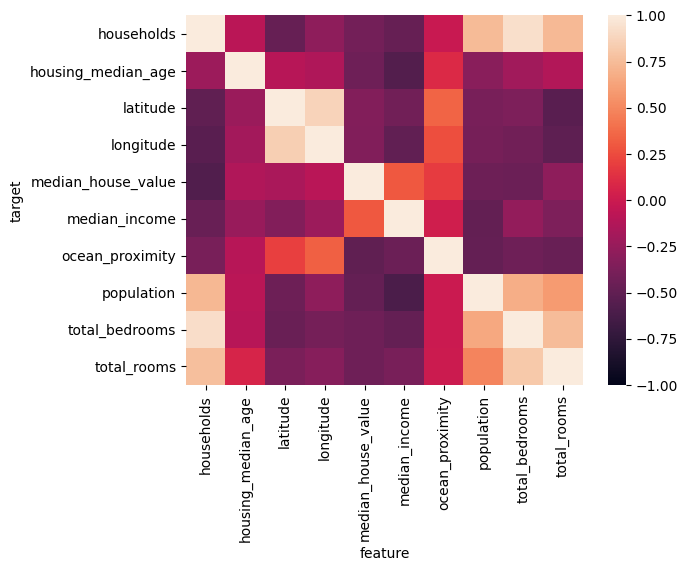 households
housing_median_age
latitude
longitude
median_house_value
median_income
ocean_proximity
population
total_bedrooms
total_rooms
target
households
housing_median_age
latitude
longitude
median_house_value
median_income
ocean_proximity
population
total_bedrooms
total_rooms
feature
1.00
0.75
0.50
0.25
0.00
−0.25
−0.50
−0.75
−1.00